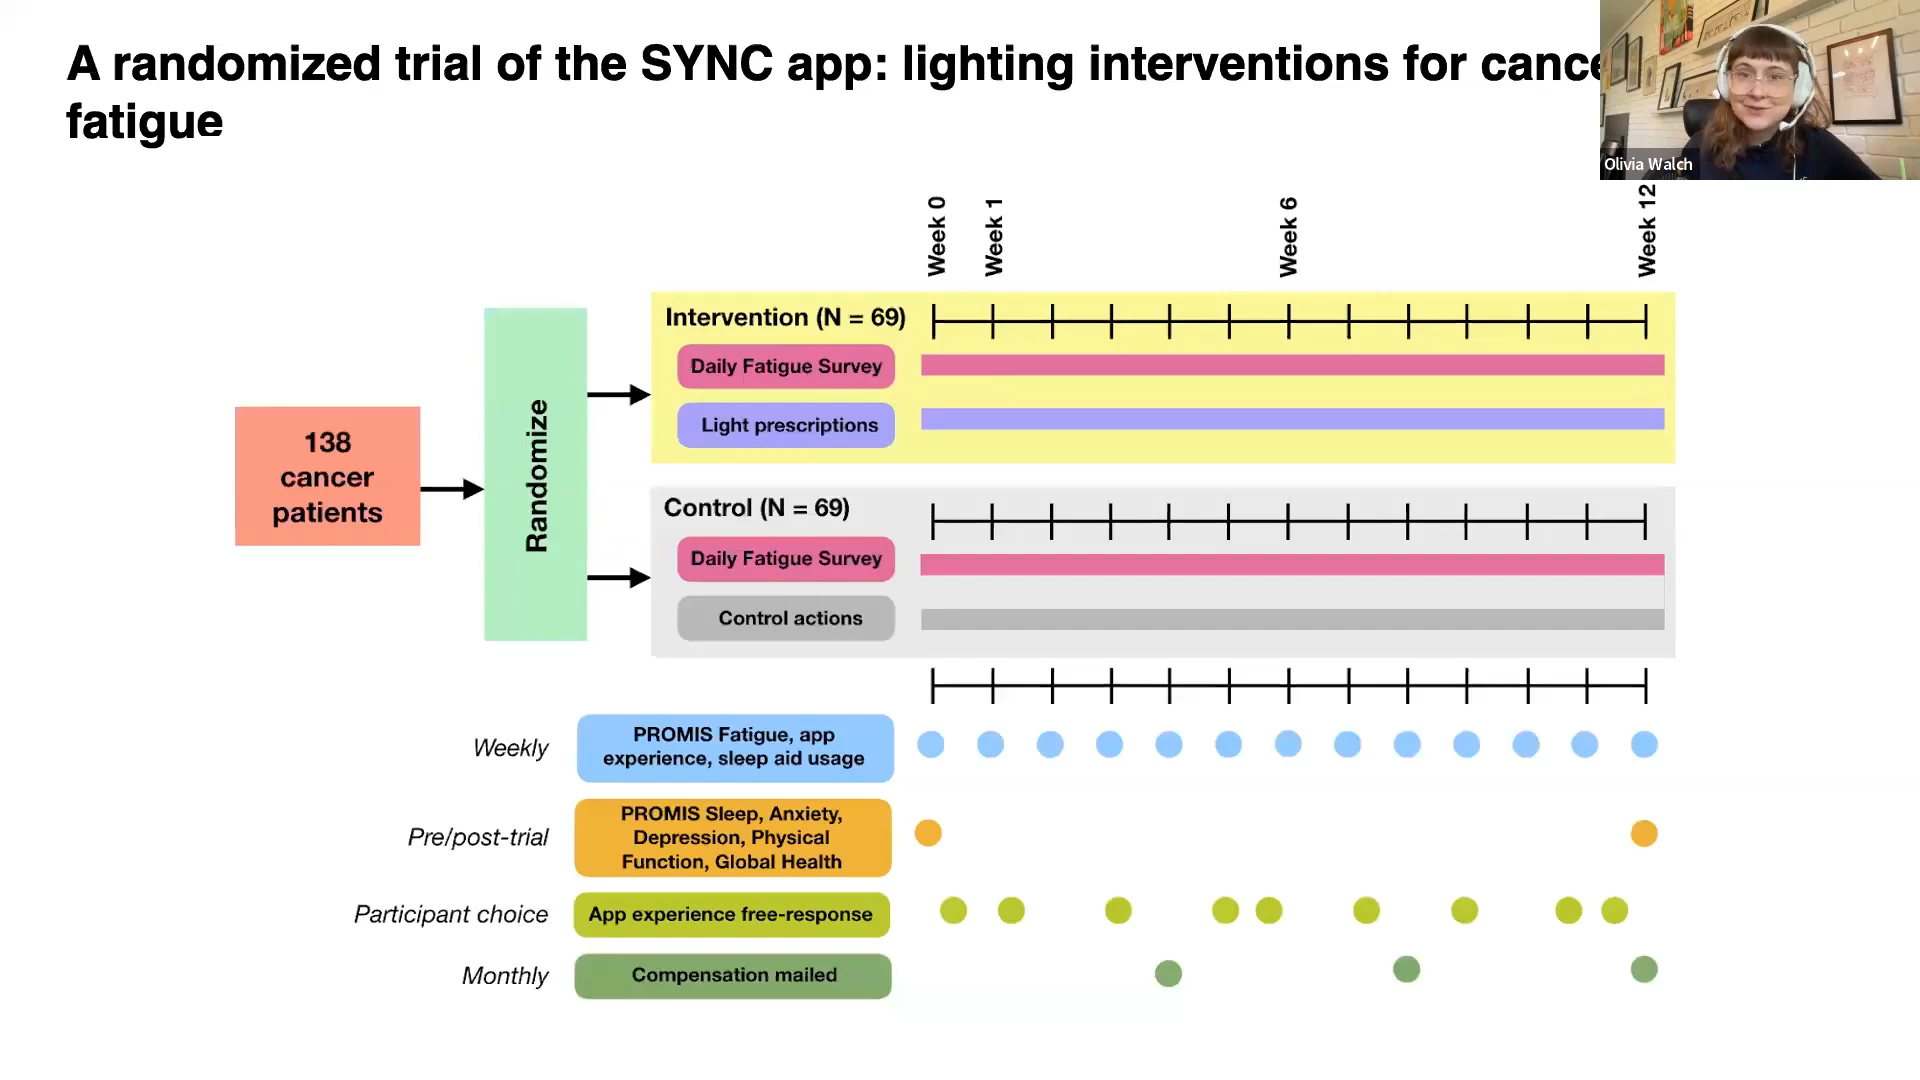 A randomized trial of the SYNC app: lighting interventions for
fatigue
Olivia Walch
Week 0
Week 1
Week 6
Week 12
Intervention (N = 69)
Daily Fatigue Survey
Light prescriptions
138
cancer
patients
Randomize
Control (N = 69)
Daily Fatigue Survey
Control actions
Weekly
PROMIS Fatigue, app
experience, sleep aid usage
Pre/post-trial
PROMIS Sleep, Anxiety,
Depression, Physical
Function, Global Health
Participant choice
App experience free-response
Monthly
Compensation mailed